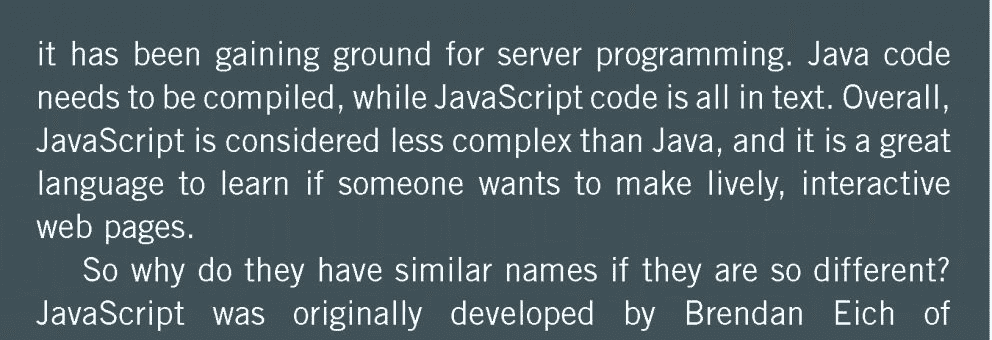 it has been gaining ground for server programming. Java code
needs to be compiled, while JavaScript code is all in text. Overall,
JavaScript is considered less complex than Java, and it is a great
language to learn if someone wants to make lively, interactive
web pages.
So why do they have similar names if they are so different?
JavaScript was originally developed by Brendan Eich of